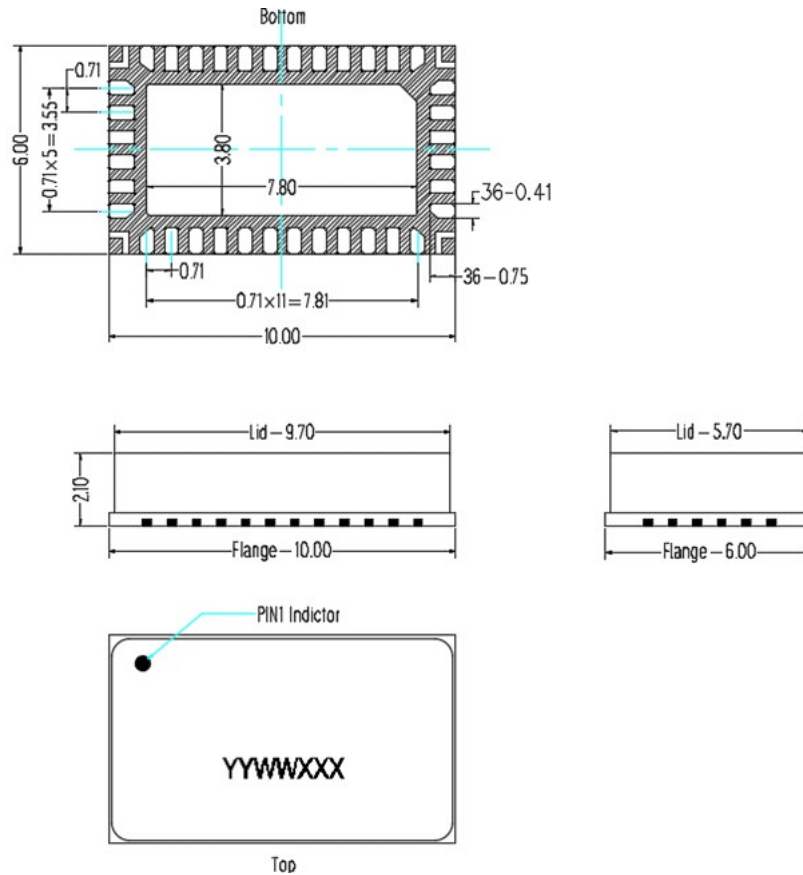 Bottom
0.71
0.71×5=3.55
6.00
3.80
7.80
36-0.41
0.71
36-0.75
0.71×11=7.81
10.00
Lid-9.70
Lid-5.70
2.10
Flange-10.00
Flange-6.00
PIN1 Indictor
YYWWXXX
Top